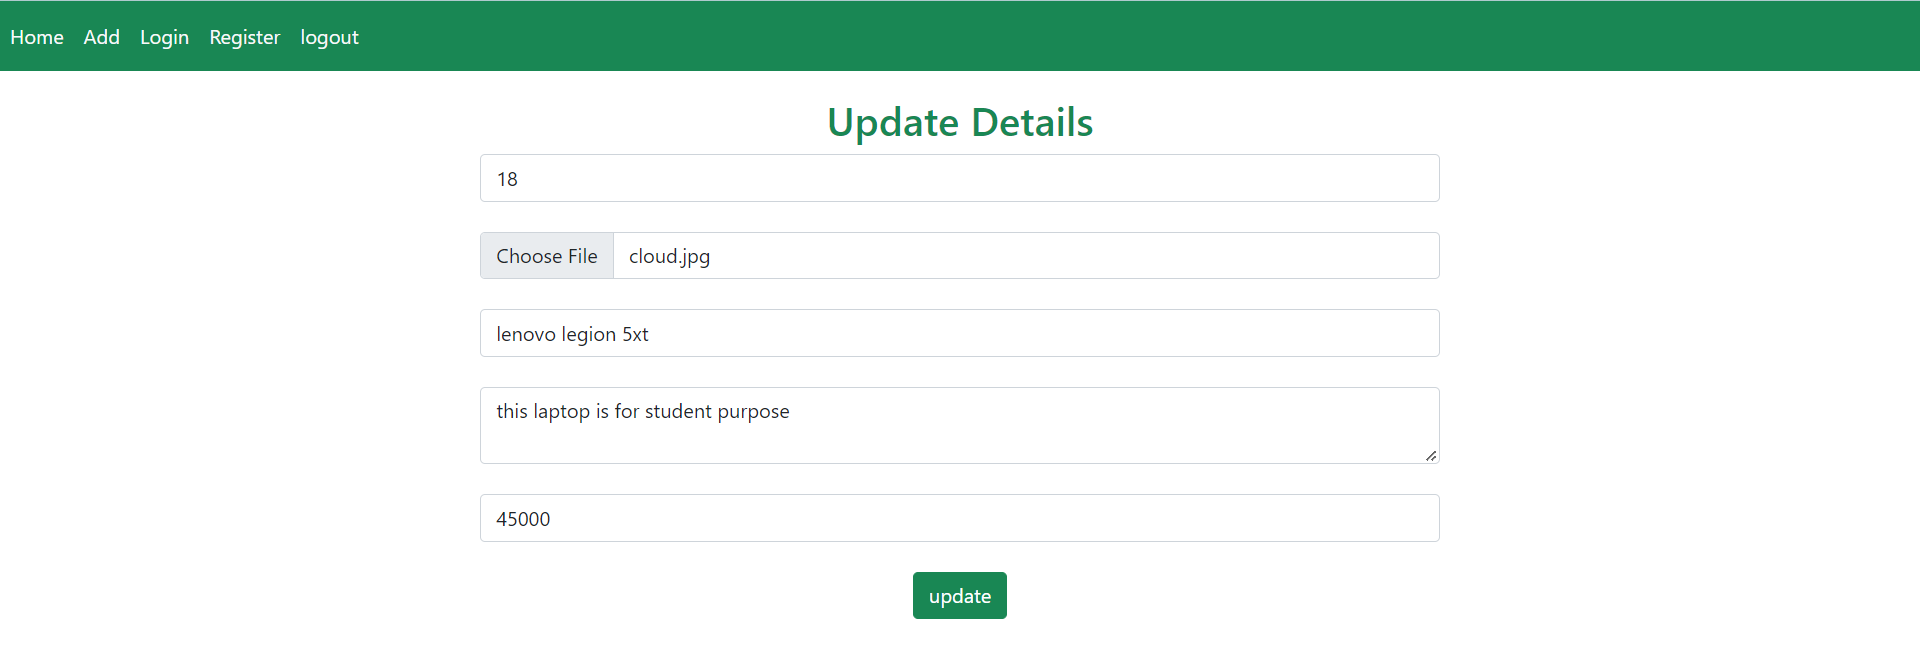 Home Add Login Register logout
Update Details
18
Choose File cloud.jpg
lenovo legion 5xt
this laptop is for student purpose
45000
update